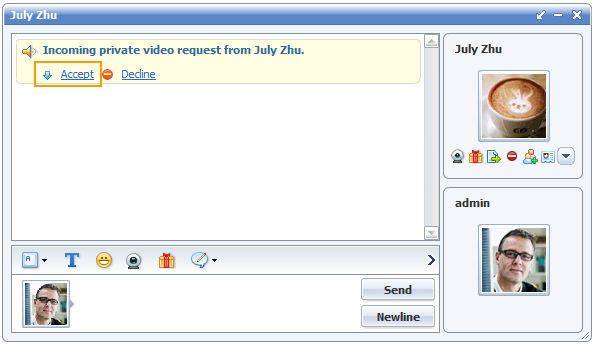 July Zhu
Incoming private video request from July Zhu.
Accept Decline
July Zhu
admin
Send
Newline